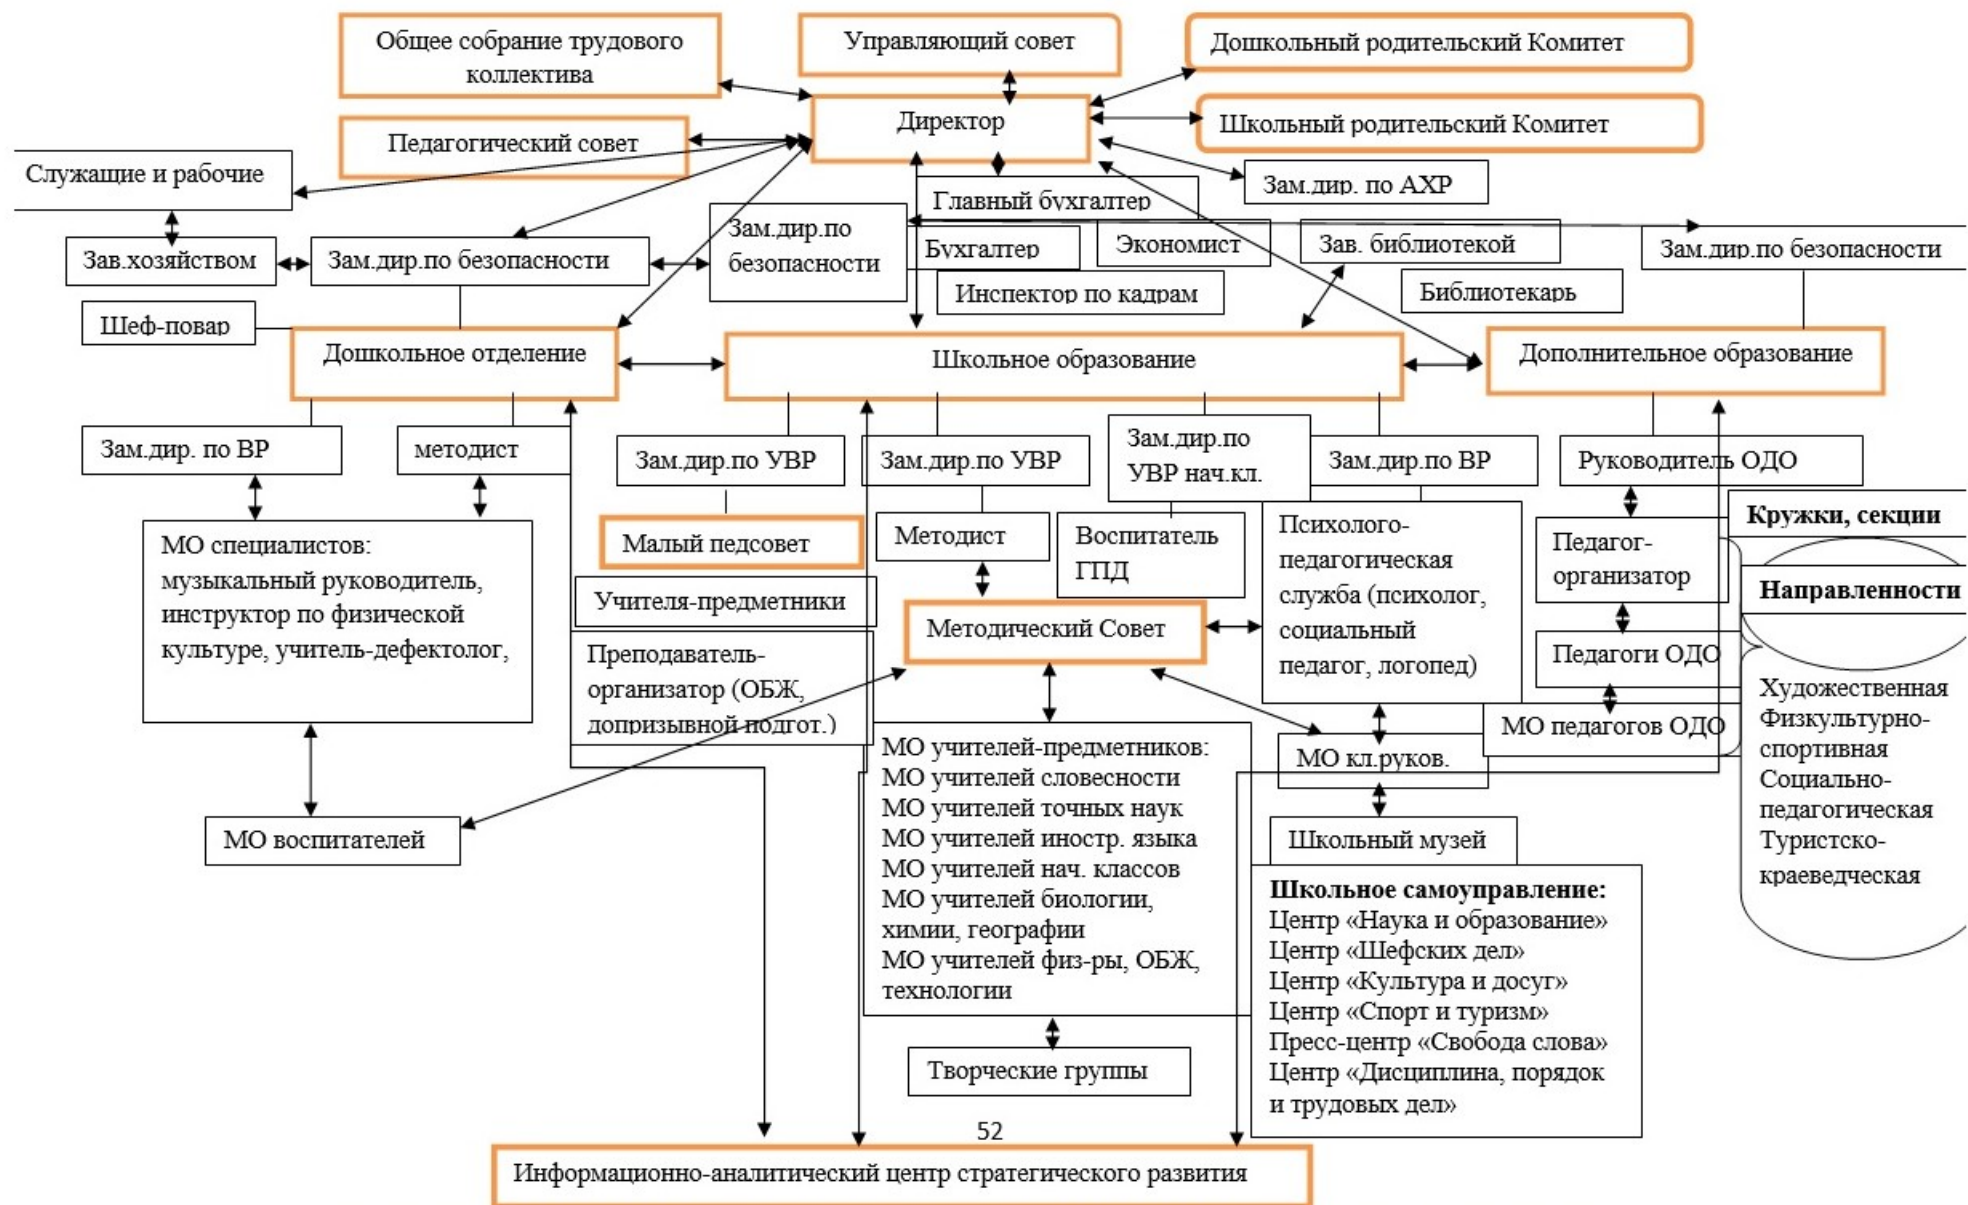 Общее собрание трудового
коллектива
Управляющий совет
Дошкольный родительский Комитет
Директор
Школьный родительский Комитет
Педагогический совет
Служащие и рабочие
Зам.дир. по АХР
Главный бухгалтер
Зав.хозяйством
Зам.дир.по безопасности
Зам.дир.по
безопасности
Бухгалтер
Экономист
Зав. библиотекой
Зам.дир.по безопасности
Инспектор по кадрам
Библиотекарь
Шеф-повар
Дошкольное отделение
Школьное образование
Дополнительное образование
Зам.дир. по ВР
методист
Зам.дир.по УВР
Зам.дир.по УВР
Зам.дир.по
УВР нач.кл.
Зам.дир.по ВР
Руководитель ОДО
МО специалистов:
музыкальный руководитель,
инструктор по физической
культуре, учитель-дефектолог,
Малый педсовет
Методист
Воспитатель
ГПД
Психолого-
педагогическая
служба (психолог,
социальный
педагог, логопед)
Педагог-
организатор
Кружки, секции
Направленности
Учителя-предметники
Методический Совет
Преподаватель-
организатор (ОБЖ,
допризывной подгот.)
Педагоги ОДО
МО педагогов ОДО
Художественная
Физкультурно-
спортивная
Социально-
педагогическая
Туристско-
краеведческая
МО учителей-предметников:
МО учителей словесности
МО учителей точных наук
МО учителей иностр. языка
МО учителей нач. классов
МО учителей биологии,
химии, географии
МО учителей физ-ры, ОБЖ,
технологии
МО кл.руков.
МО воспитателей
Школьный музей
Школьное самоуправление:
Центр «Наука и образование»
Центр «Шефских дел»
Центр «Культура и досуг»
Центр «Спорт и туризм»
Пресс-центр «Свобода слова»
Центр «Дисциплина, порядок
и трудовых дел»
Творческие группы
52
Информационно-аналитический центр стратегического развития